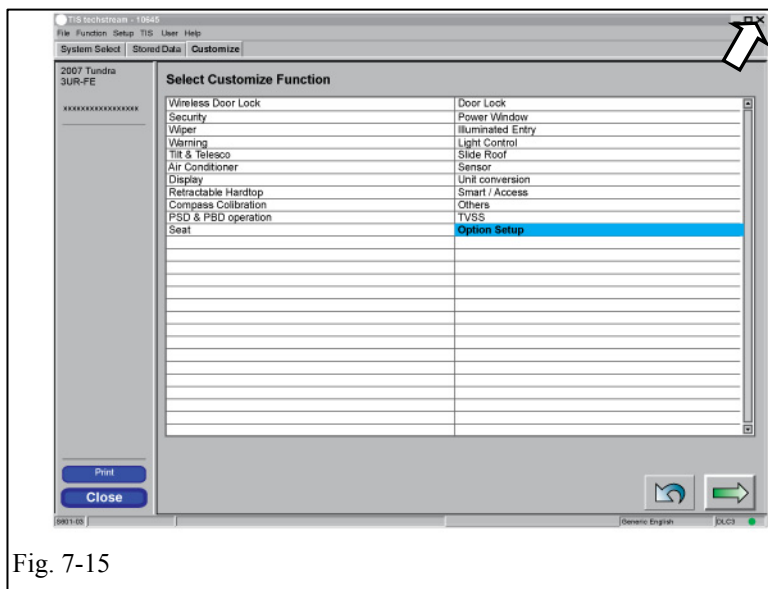 TIS techstream - 10645
File Function Setup TIS User Help
System Select Stored Data Customize
2007 Tundra
3UR-FE
xxxxxxxxxxxxxxxxx
Select Customize Function
Wireless Door Lock Door Lock
Security Power Window
Wiper Illuminated Entry
Warning Light Control
Tilt & Telesco Slide Roof
Air Conditioner Sensor
Display Unit conversion
Retractable Hardtop Smart / Access
Compass Colibration Others
PSD & PBD operation TVSS
Seat Option Setup
Print
Close
S901-03 Generic English DLC3
Fig. 7-15